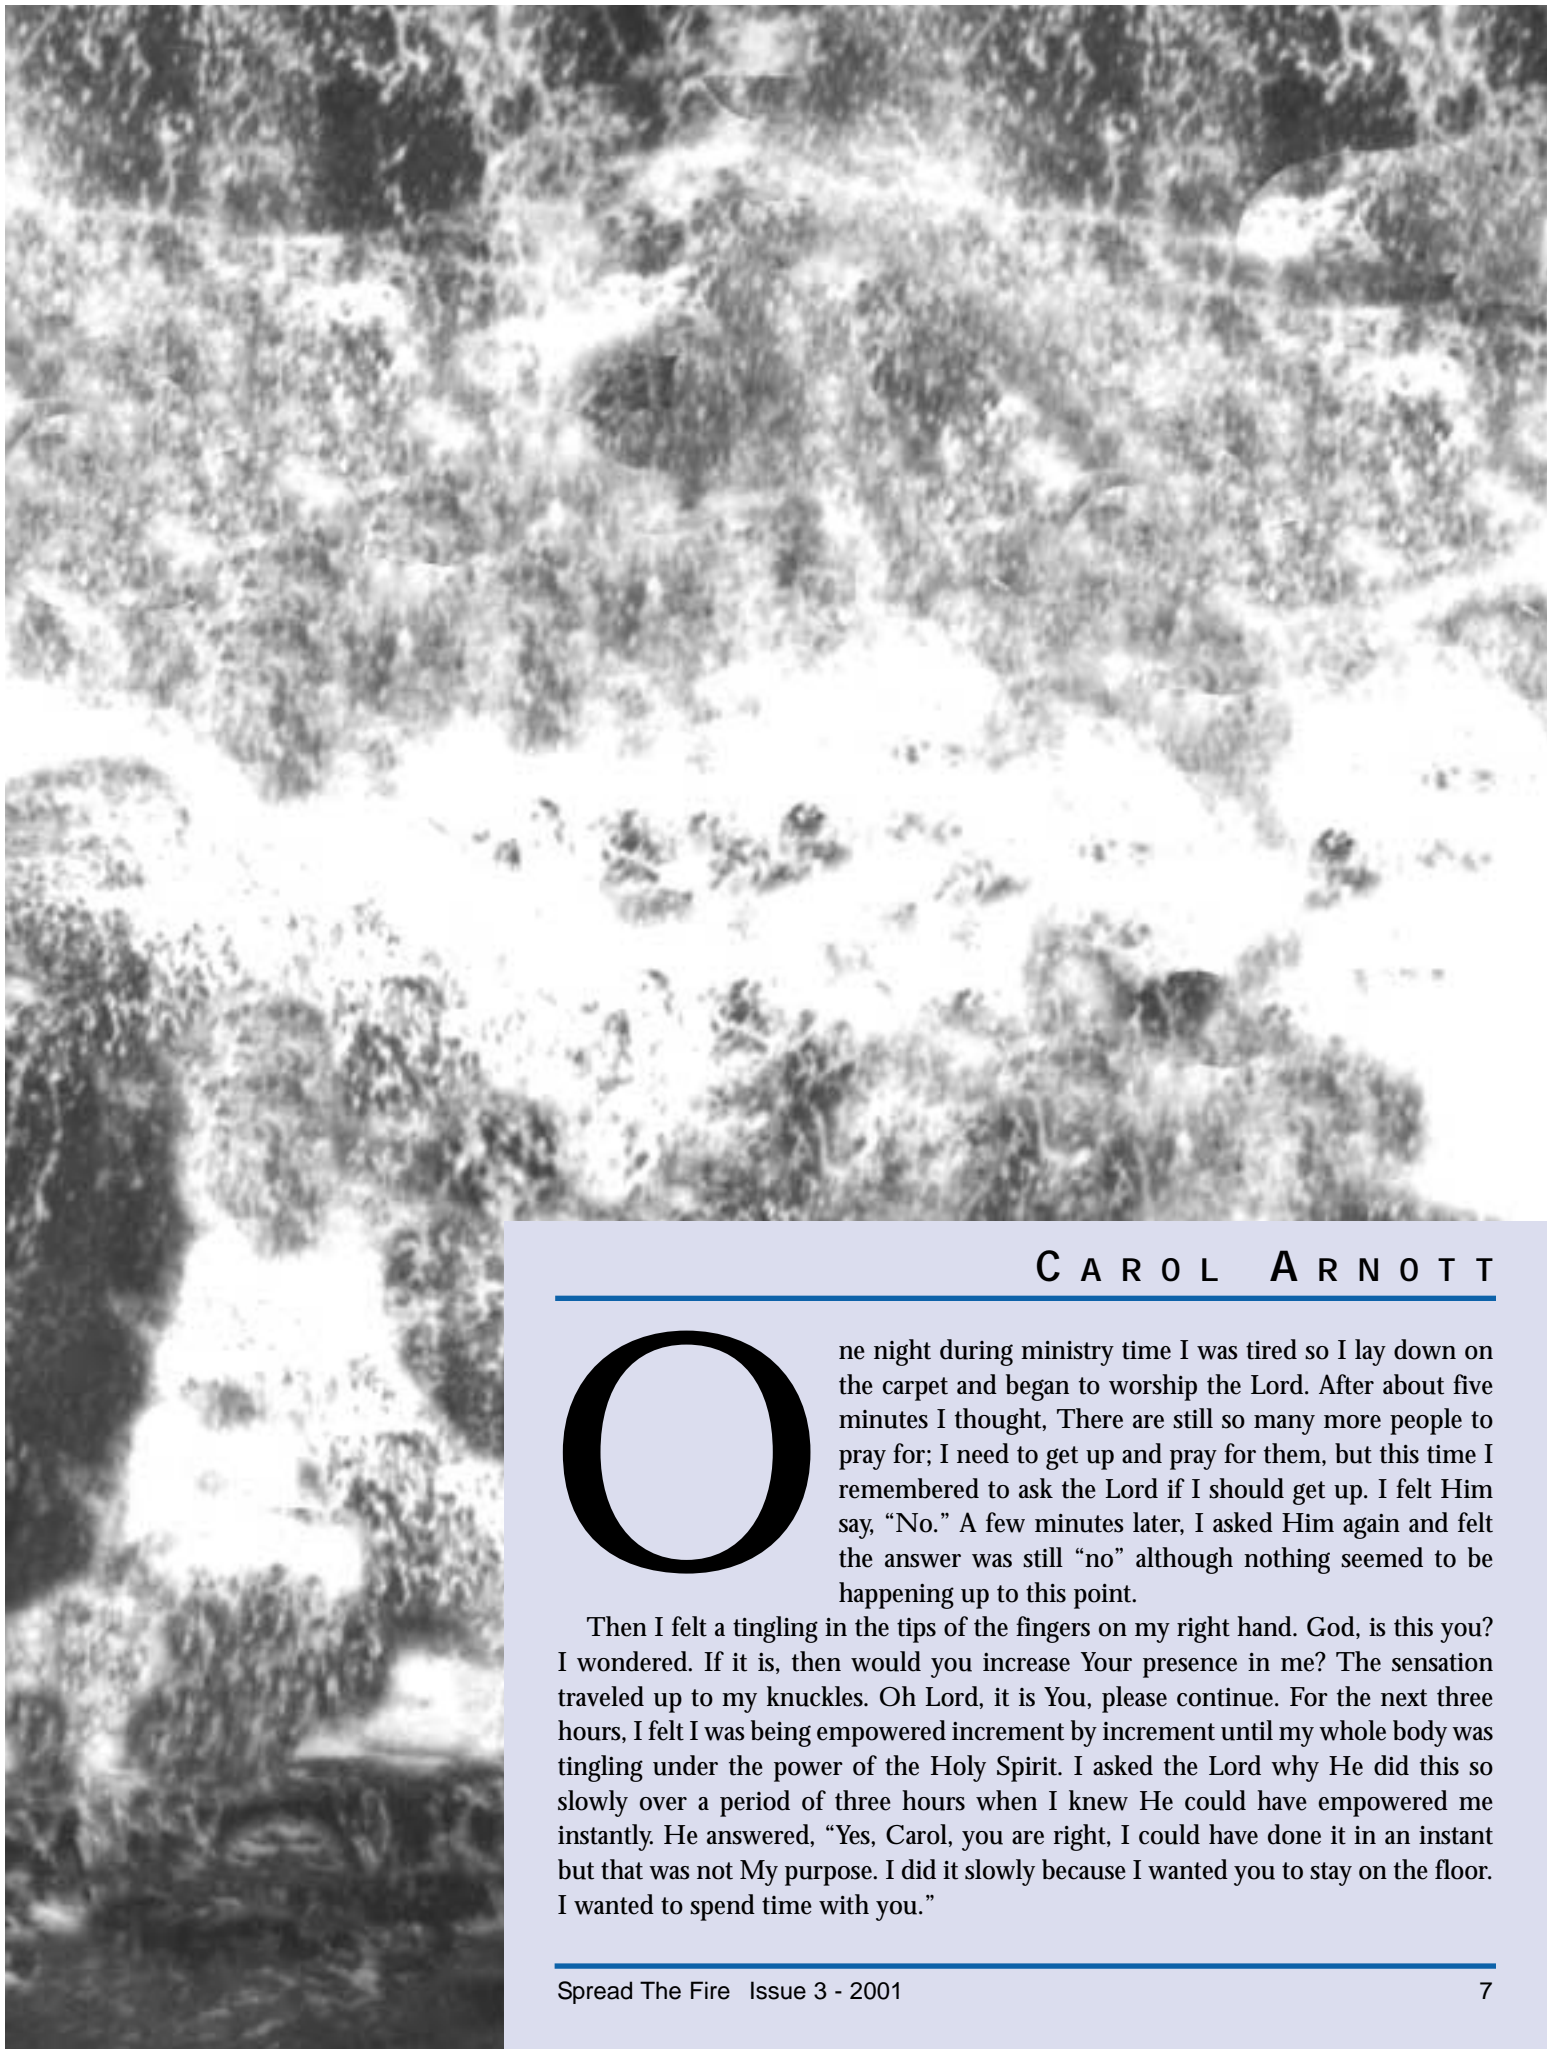 CAROL ARNOTT
One night during ministry time I was tired so I lay down on
the carpet and began to worship the Lord. After about five
minutes I thought, There are still so many more people to
pray for; I need to get up and pray for them, but this time I
remembered to ask the Lord if I should get up. I felt Him
say, “No.” A few minutes later, I asked Him again and felt
the answer was still “no” although nothing seemed to be
happening up to this point.
Then I felt a tingling in the tips of the fingers on my right hand. God, is this you?
I wondered. If it is, then would you increase Your presence in me? The sensation
traveled up to my knuckles. Oh Lord, it is You, please continue. For the next three
hours, I felt I was being empowered increment by increment until my whole body was
tingling under the power of the Holy Spirit. I asked the Lord why He did this so
slowly over a period of three hours when I knew He could have empowered me
instantly. He answered, “Yes, Carol, you are right, I could have done it in an instant
but that was not My purpose. I did it slowly because I wanted you to stay on the floor.
I wanted to spend time with you.”
Spread The Fire Issue 3 - 2001 7